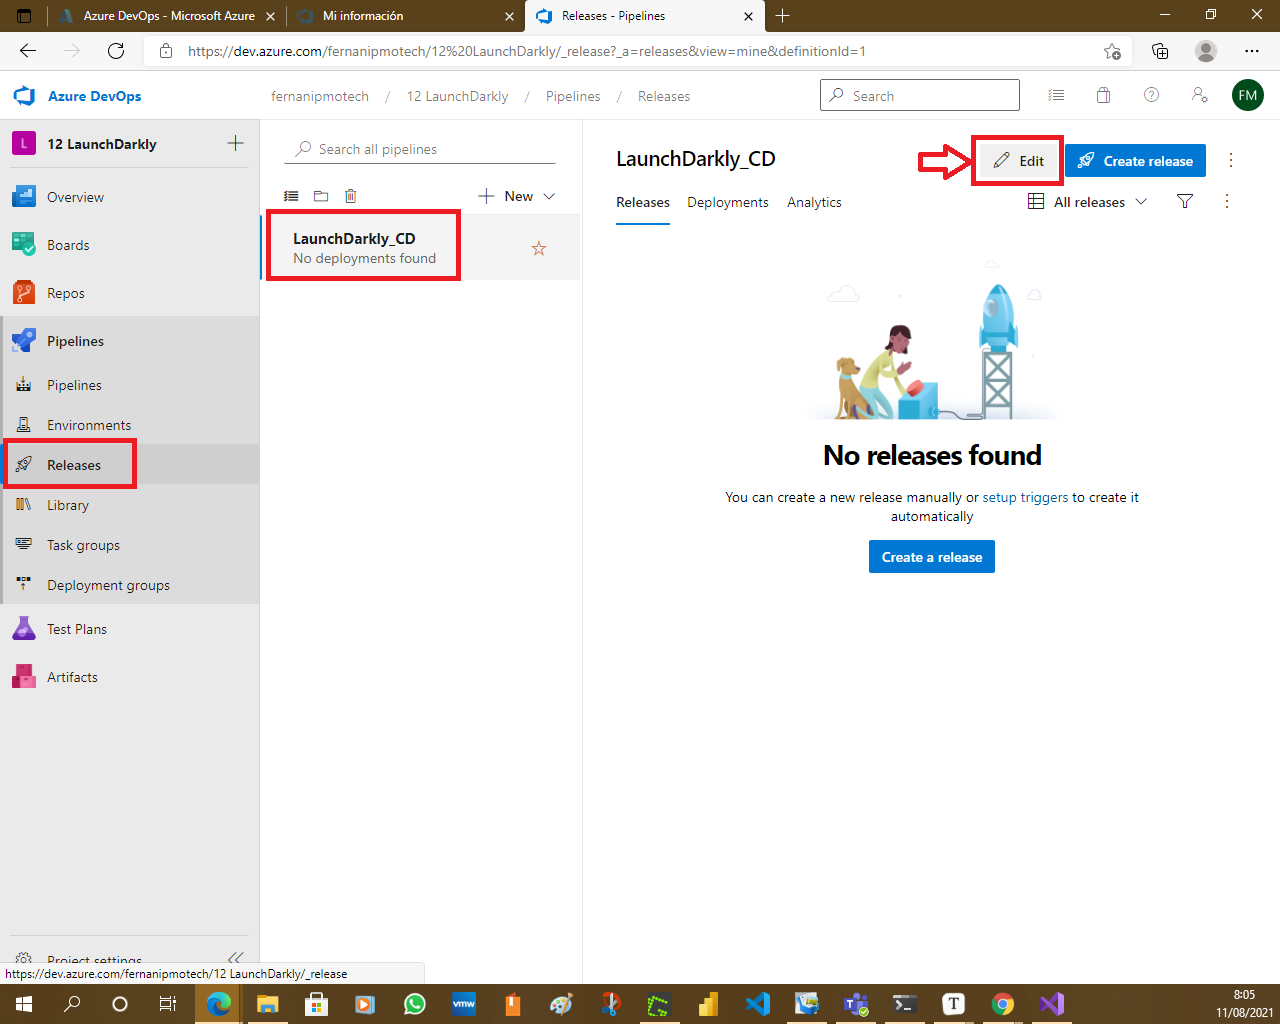 Azure DevOps - Microsoft Azure
Mi información
Releases - Pipelines
https://dev.azure.com/fernanipmotech/12%20LaunchDarkly/_release?_a=releases&view=mine&definitionId=1
Azure DevOps
fernanipmotech / 12 LaunchDarkly / Pipelines / Releases
Search
FM
L
12 LaunchDarkly
Overview
Boards
Repos
Pipelines
Pipelines
Environments
Releases
Library
Task groups
Deployment groups
Test Plans
Artifacts
Project settings
https://dev.azure.com/fernanipmotech/12 LaunchDarkly/_release
Search all pipelines
New
LaunchDarkly_CD
No deployments found
LaunchDarkly_CD
Edit
Create release
Releases
Deployments
Analytics
All releases
No releases found
You can create a new release manually or setup triggers to create it
automatically
Create a release
vmw
T
8:05
11/08/2021